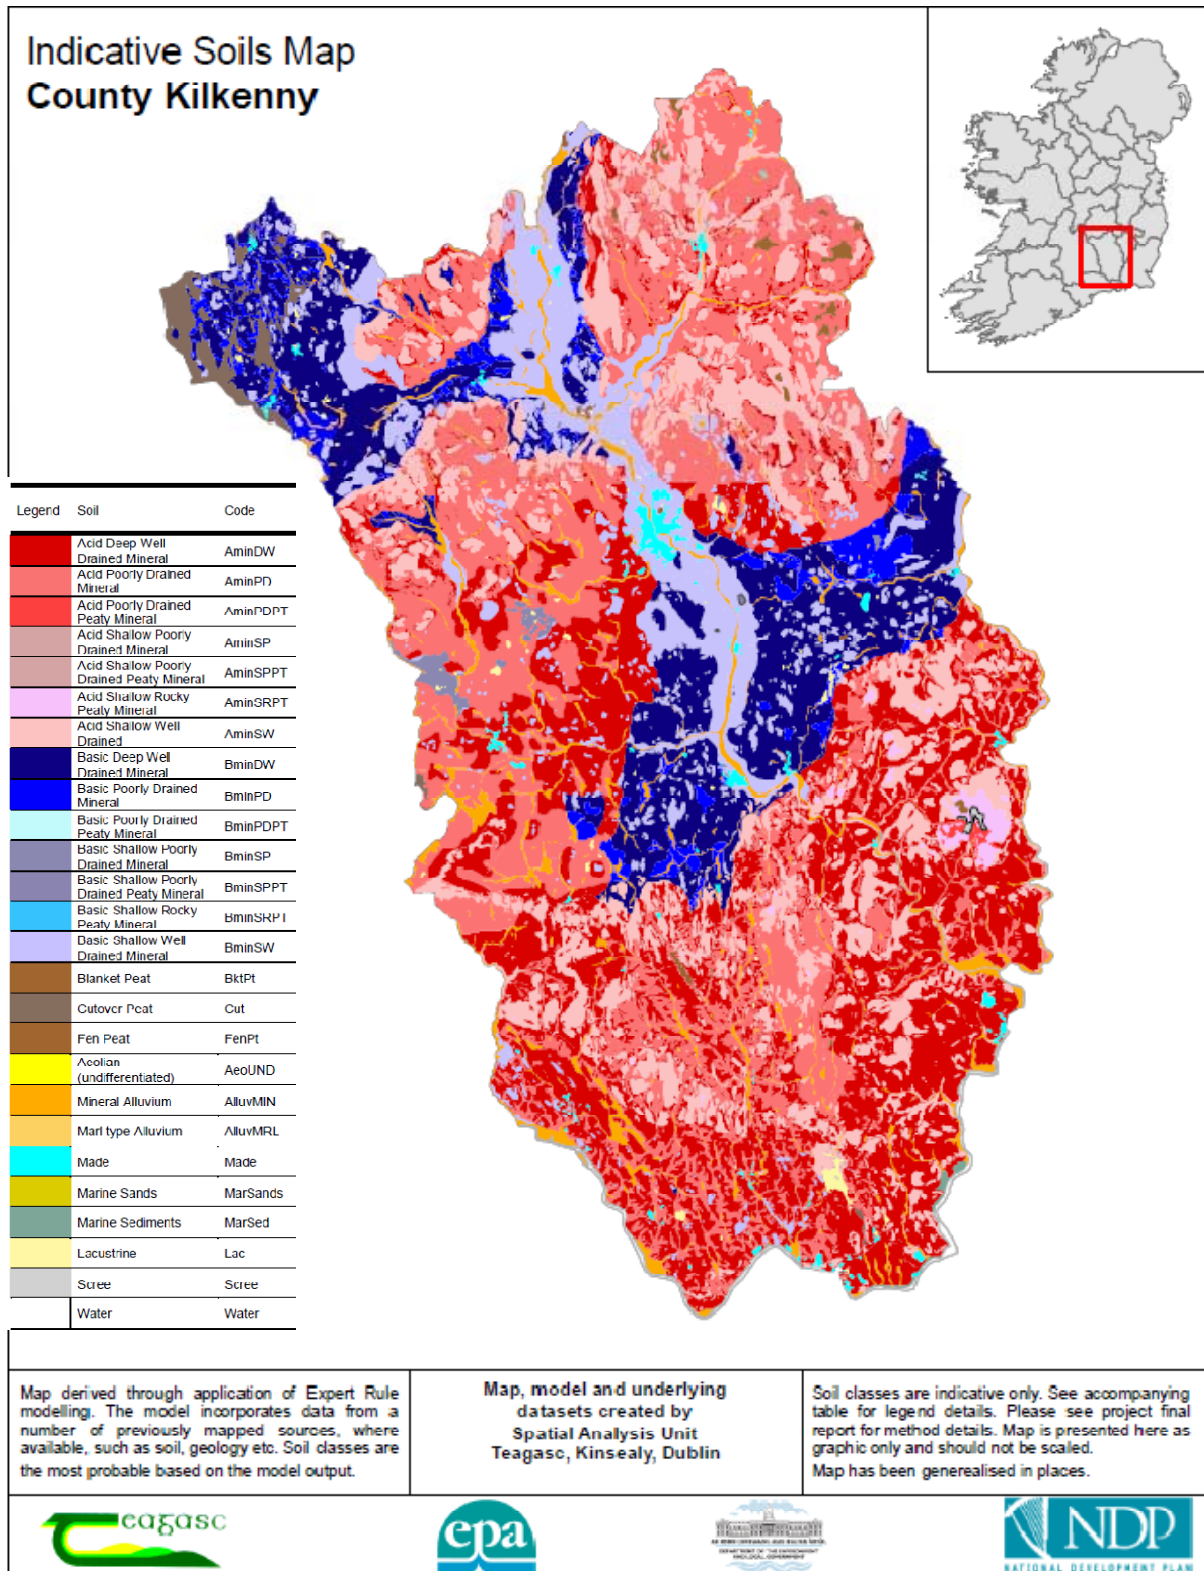 Indicative Soils Map
County Kilkenny
Legend Soil Code
Acid Deep Well
Drained Mineral
AminDW
Acid Poorly Drained
Mineral
AminPD
Acid Poorly Drained
Peaty Mineral
AminPDPT
Acid Shallow Poorly
Drained Mineral
AminSP
Acid Shallow Poorly
Drained Peaty Mineral
AminSPPT
Acid Shallow Rocky
Peaty Mineral
AminSRPT
Acid Shallow Well
Drained
AminSW
Basic Deep Well
Drained Mineral
BminDW
Basic Poorly Drained
Mineral
BminPD
Basic Poorly Drained
Peaty Mineral
BminPDPT
Basic Shallow Poorly
Drained Mineral
BminSP
Basic Shallow Poorly
Drained Peaty Mineral
BminSPPT
Basic Shallow Rocky
Peaty Mineral
BminSRPT
Basic Shallow Well
Drained Mineral
BminSW
Blanket Peat BktPt
Cutover Peat Cut
Fen Peat FenPt
Aeolian
(undifferentiated)
AeoUND
Mineral Alluvium AlluvMIN
Marl type Alluvium AlluvMRL
Made Made
Marine Sands MarSands
Marine Sediments MarSed
Lacustrine Lac
Scree Scree
Water Water
Map derived through application of Expert Rule
modelling. The model incorporates data from a
number of previously mapped sources, where
available, such as soil, geology etc. Soil classes are
the most probable based on the model output.
Map, model and underlying
datasets created by
Spatial Analysis Unit
Teagasc, Kinsealy, Dublin
Soil classes are indicative only. See accompanying
table for legend details. Please see project final
report for method details. Map is presented here as
graphic only and should not be scaled.
Map has been generealised in places.
Teagasc
epa
DEPARTMENT OF THE ENVIRONMENT
AND LOCAL GOVERNMENT
NDP
NATIONAL DEVELOPMENT PLAN